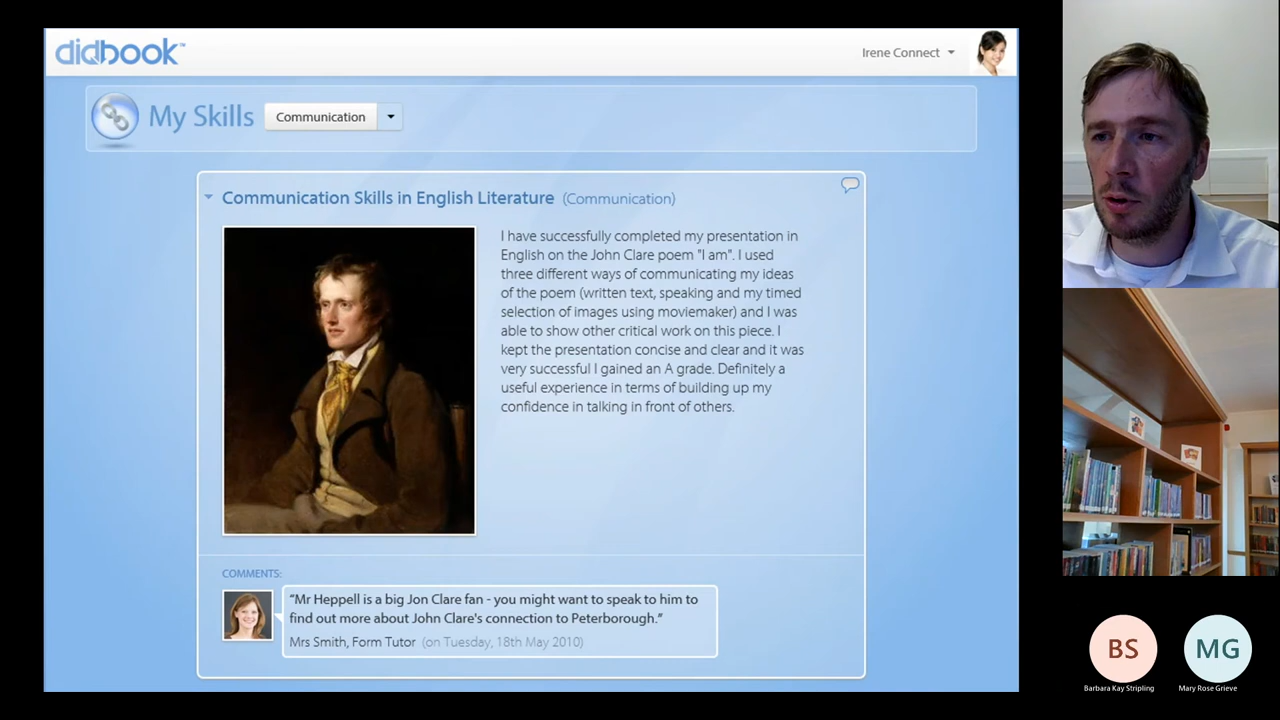 didbook™
Irene Connect
My Skills
Communication
Communication Skills in English Literature (Communication)
I have successfully completed my presentation in
English on the John Clare poem "I am". I used
three different ways of communicating my ideas
of the poem (written text, speaking and my timed
selection of images using moviemaker) and I was
able to show other critical work on this piece. I
kept the presentation concise and clear and it was
very successful I gained an A grade. Definitely a
useful experience in terms of building up my
confidence in talking in front of others.
COMMENTS:
“Mr Heppell is a big Jon Clare fan - you might want to speak to him to
find out more about John Clare's connection to Peterborough.”
Mrs Smith, Form Tutor (on Tuesday, 18th May 2010)
BS
MG
Barbara Kay Stripling
Mary Rose Grieve